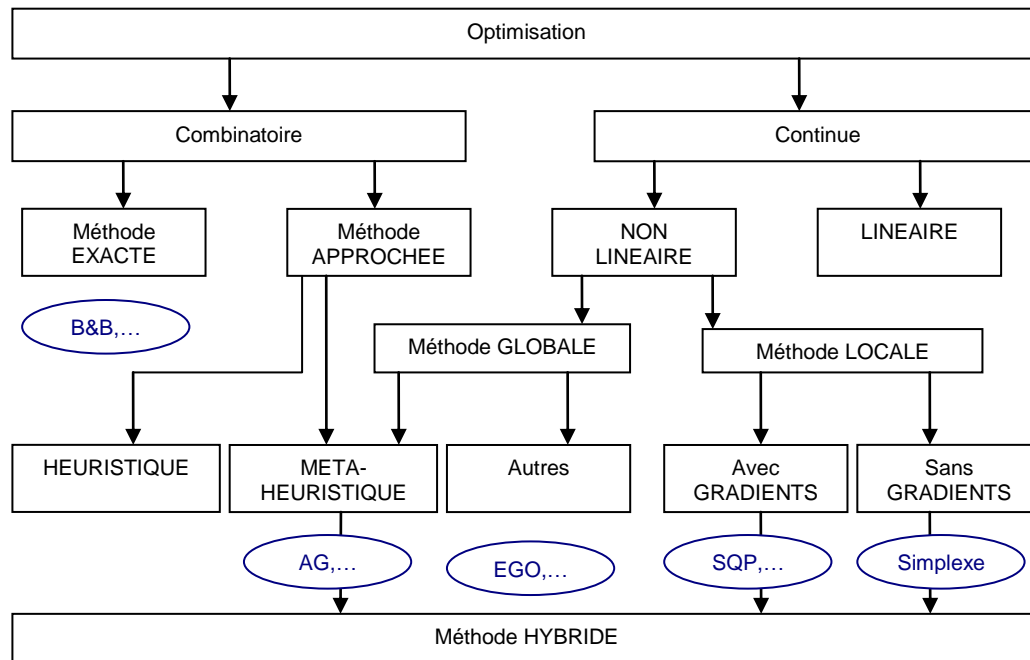 Optimisation
Combinatoire
Continue
Méthode
EXACTE
Méthode
APPROCHEE
NON
LINEAIRE
LINEAIRE
B&B,…
Méthode GLOBALE
Méthode LOCALE
HEURISTIQUE
META-
HEURISTIQUE
Autres
Avec
GRADIENTS
Sans
GRADIENTS
AG,…
EGO,…
SQP,…
Simplexe
Méthode HYBRIDE